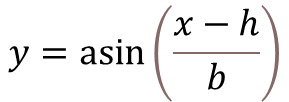 y = asin((x − h)/b)